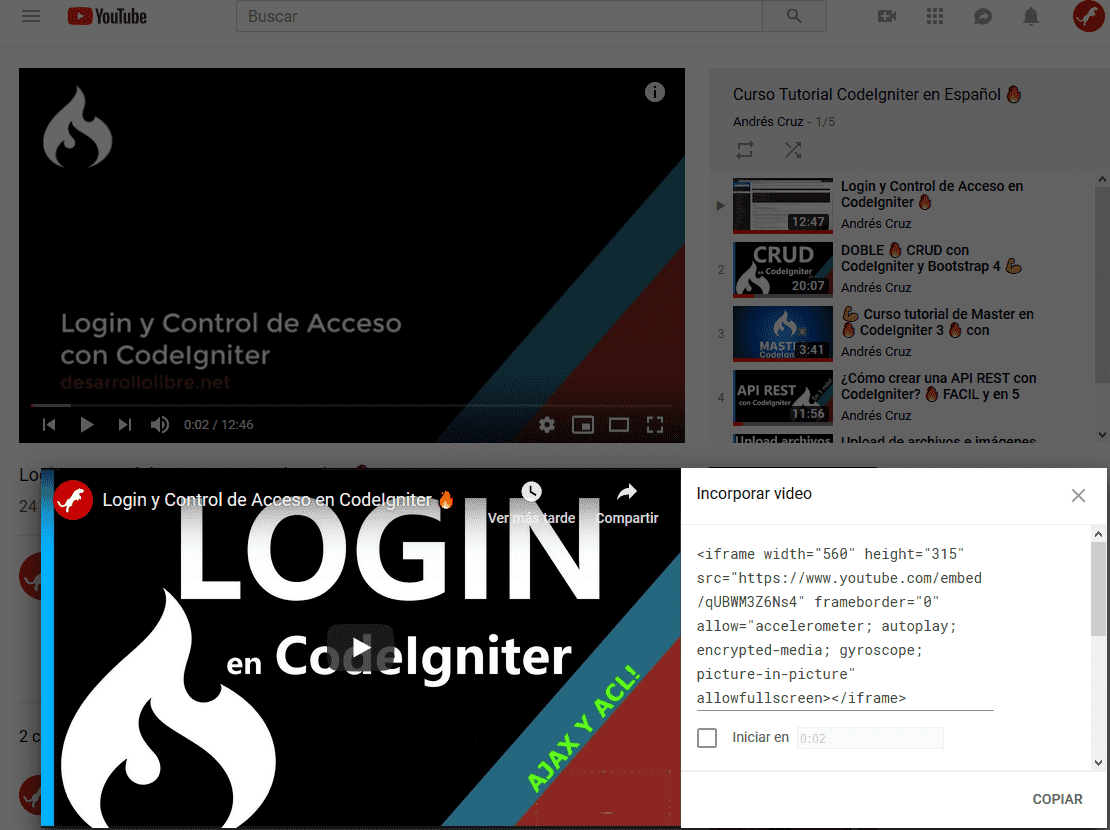 YouTube
Buscar
Login y Control de Acceso
con CodeIgniter
desarrollolibre.net
0:02 / 12:46
Curso Tutorial CodeIgniter en Español 🔥
Andrés Cruz - 1/5
12:47
Login y Control de Acceso en
CodeIgniter 🔥
Andrés Cruz
2
CRUD
en CodeIgniter
20:07
DOBLE 🔥 CRUD con
CodeIgniter y Bootstrap 4 💪
Andrés Cruz
3
MAST
3:41
💪 Curso tutorial de Master en
🔥 CodeIgniter 3 🔥 con
Andrés Cruz
4
API REST
con CodeIgniter
En 5 min
11:56
¿Cómo crear una API REST con
CodeIgniter? 🔥 FACIL y en 5
Andrés Cruz
Upload archivos
Upload de archivos e imágenes
24
2 c
Login y Control de Acceso en CodeIgniter 🔥
Ver más tarde
Compartir
LOGIN
en CodeIgniter
AJAX Y ACL!
Incorporar video
<iframe width="560" height="315"
src="https://www.youtube.com/embed
/qUBWM3Z6Ns4" frameborder="0"
allow="accelerometer; autoplay;
encrypted-media; gyroscope;
picture-in-picture"
allowfullscreen></iframe>
Iniciar en
0:02
COPIAR